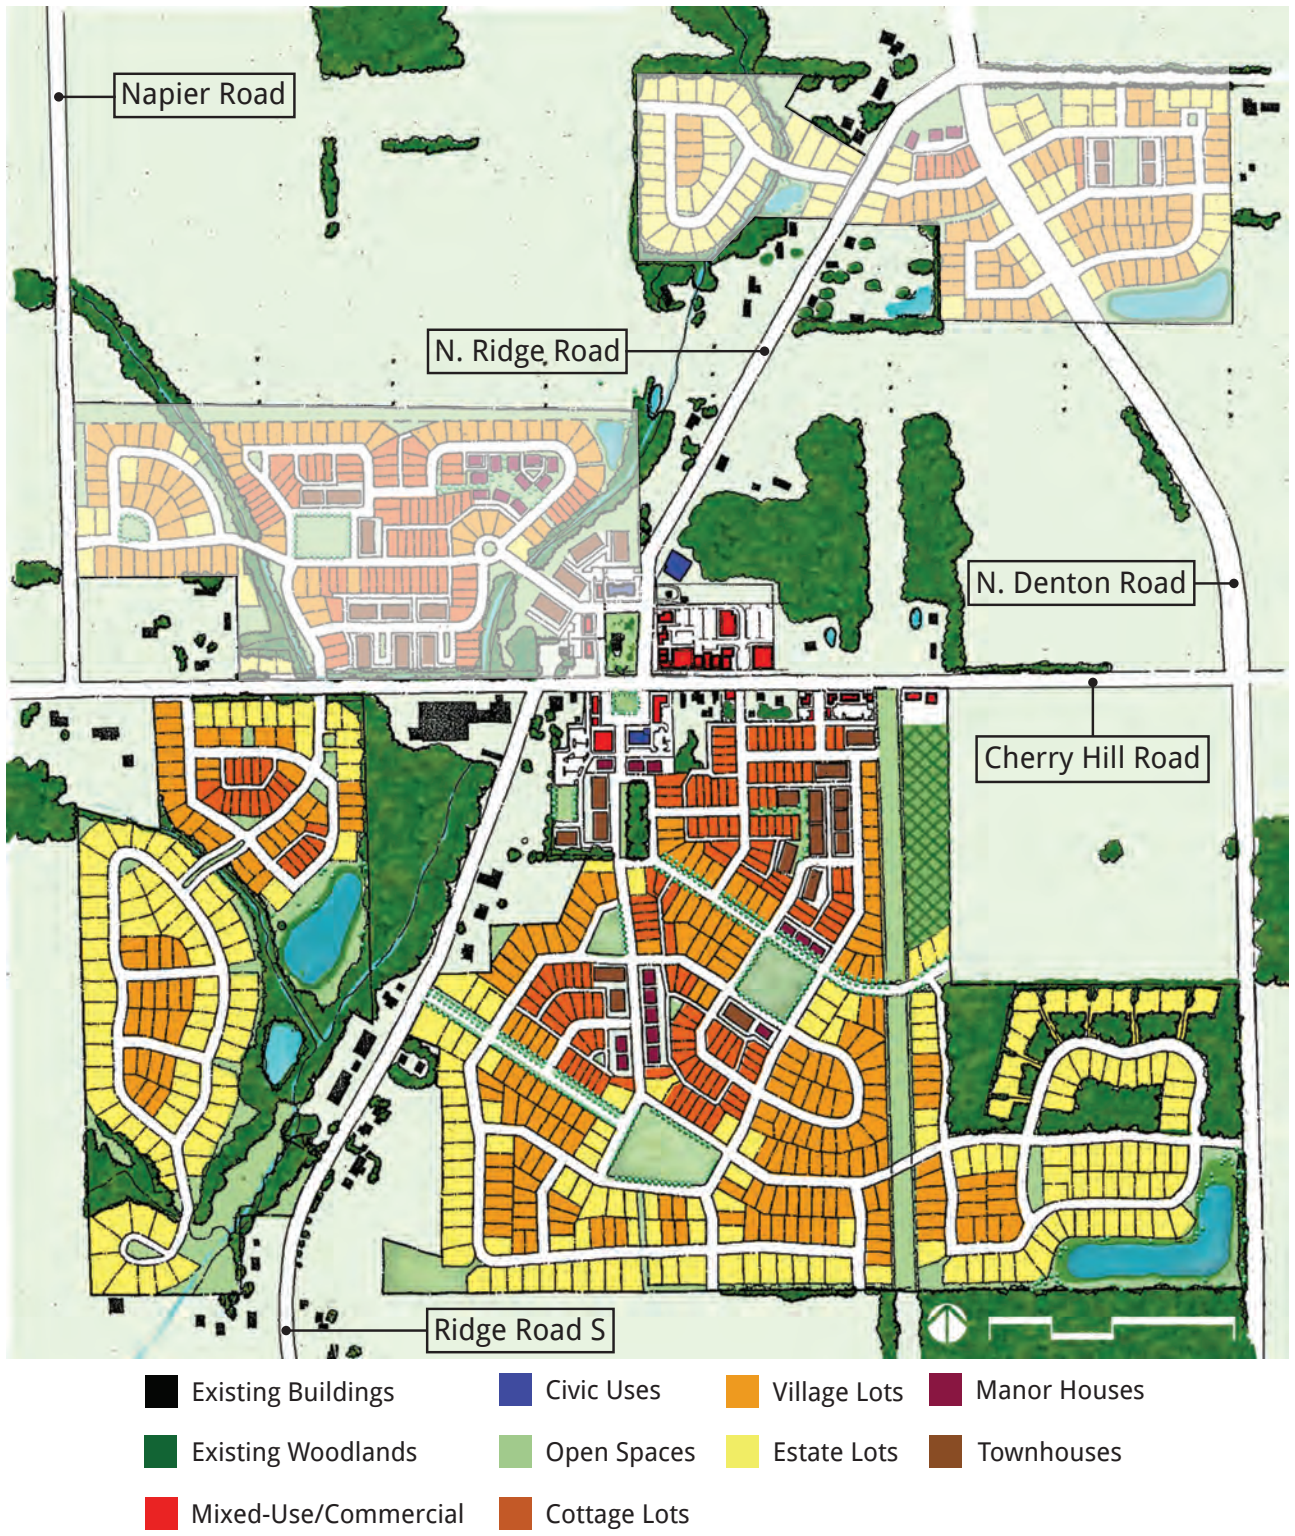 Napier Road
N. Ridge Road
N. Denton Road
Cherry Hill Road
Ridge Road S
Existing Buildings
Civic Uses
Village Lots
Manor Houses
Existing Woodlands
Open Spaces
Estate Lots
Townhouses
Mixed-Use/Commercial
Cottage Lots